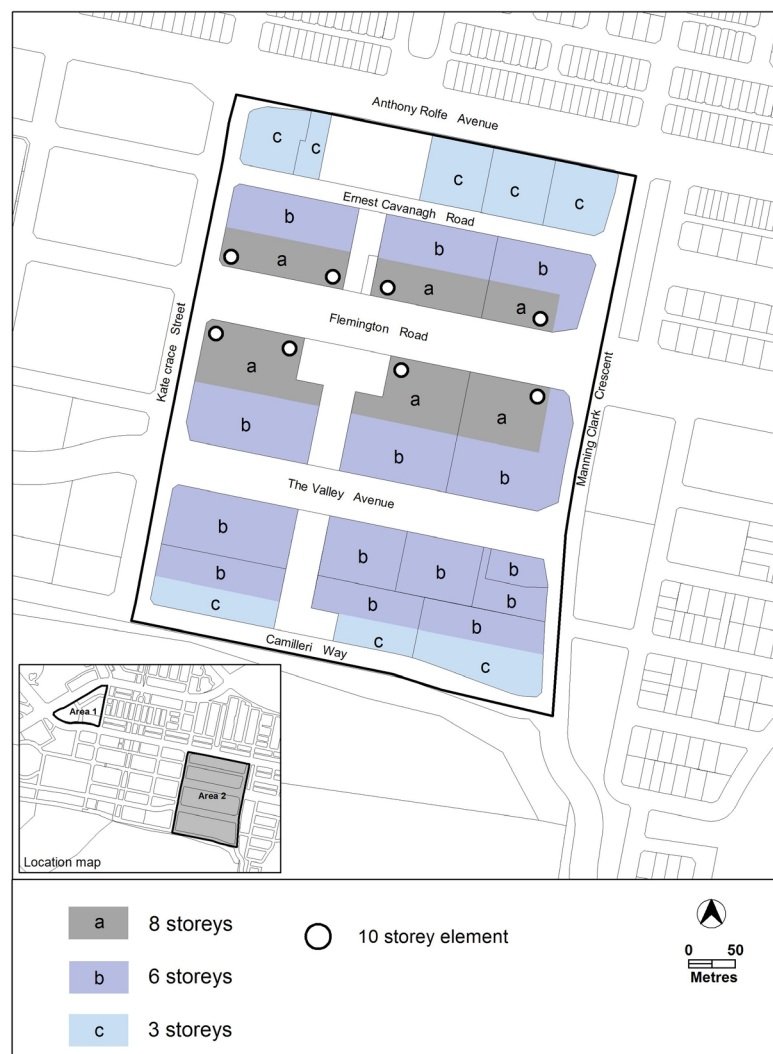 Anthony Rolfe Avenue
c
c
c
c
c
Ernest Cavanagh Road
b
b
b
a
a
a
Flemington Road
Kate crace Street
Manning Clark Crescent
a
a
a
b
b
b
The Valley Avenue
b
b
b
b
b
b
b
b
c
c
c
Camilleri Way
Area 1
Area 2
Location map
a 8 storeys
10 storey element
b 6 storeys
c 3 storeys
0 50
Metres